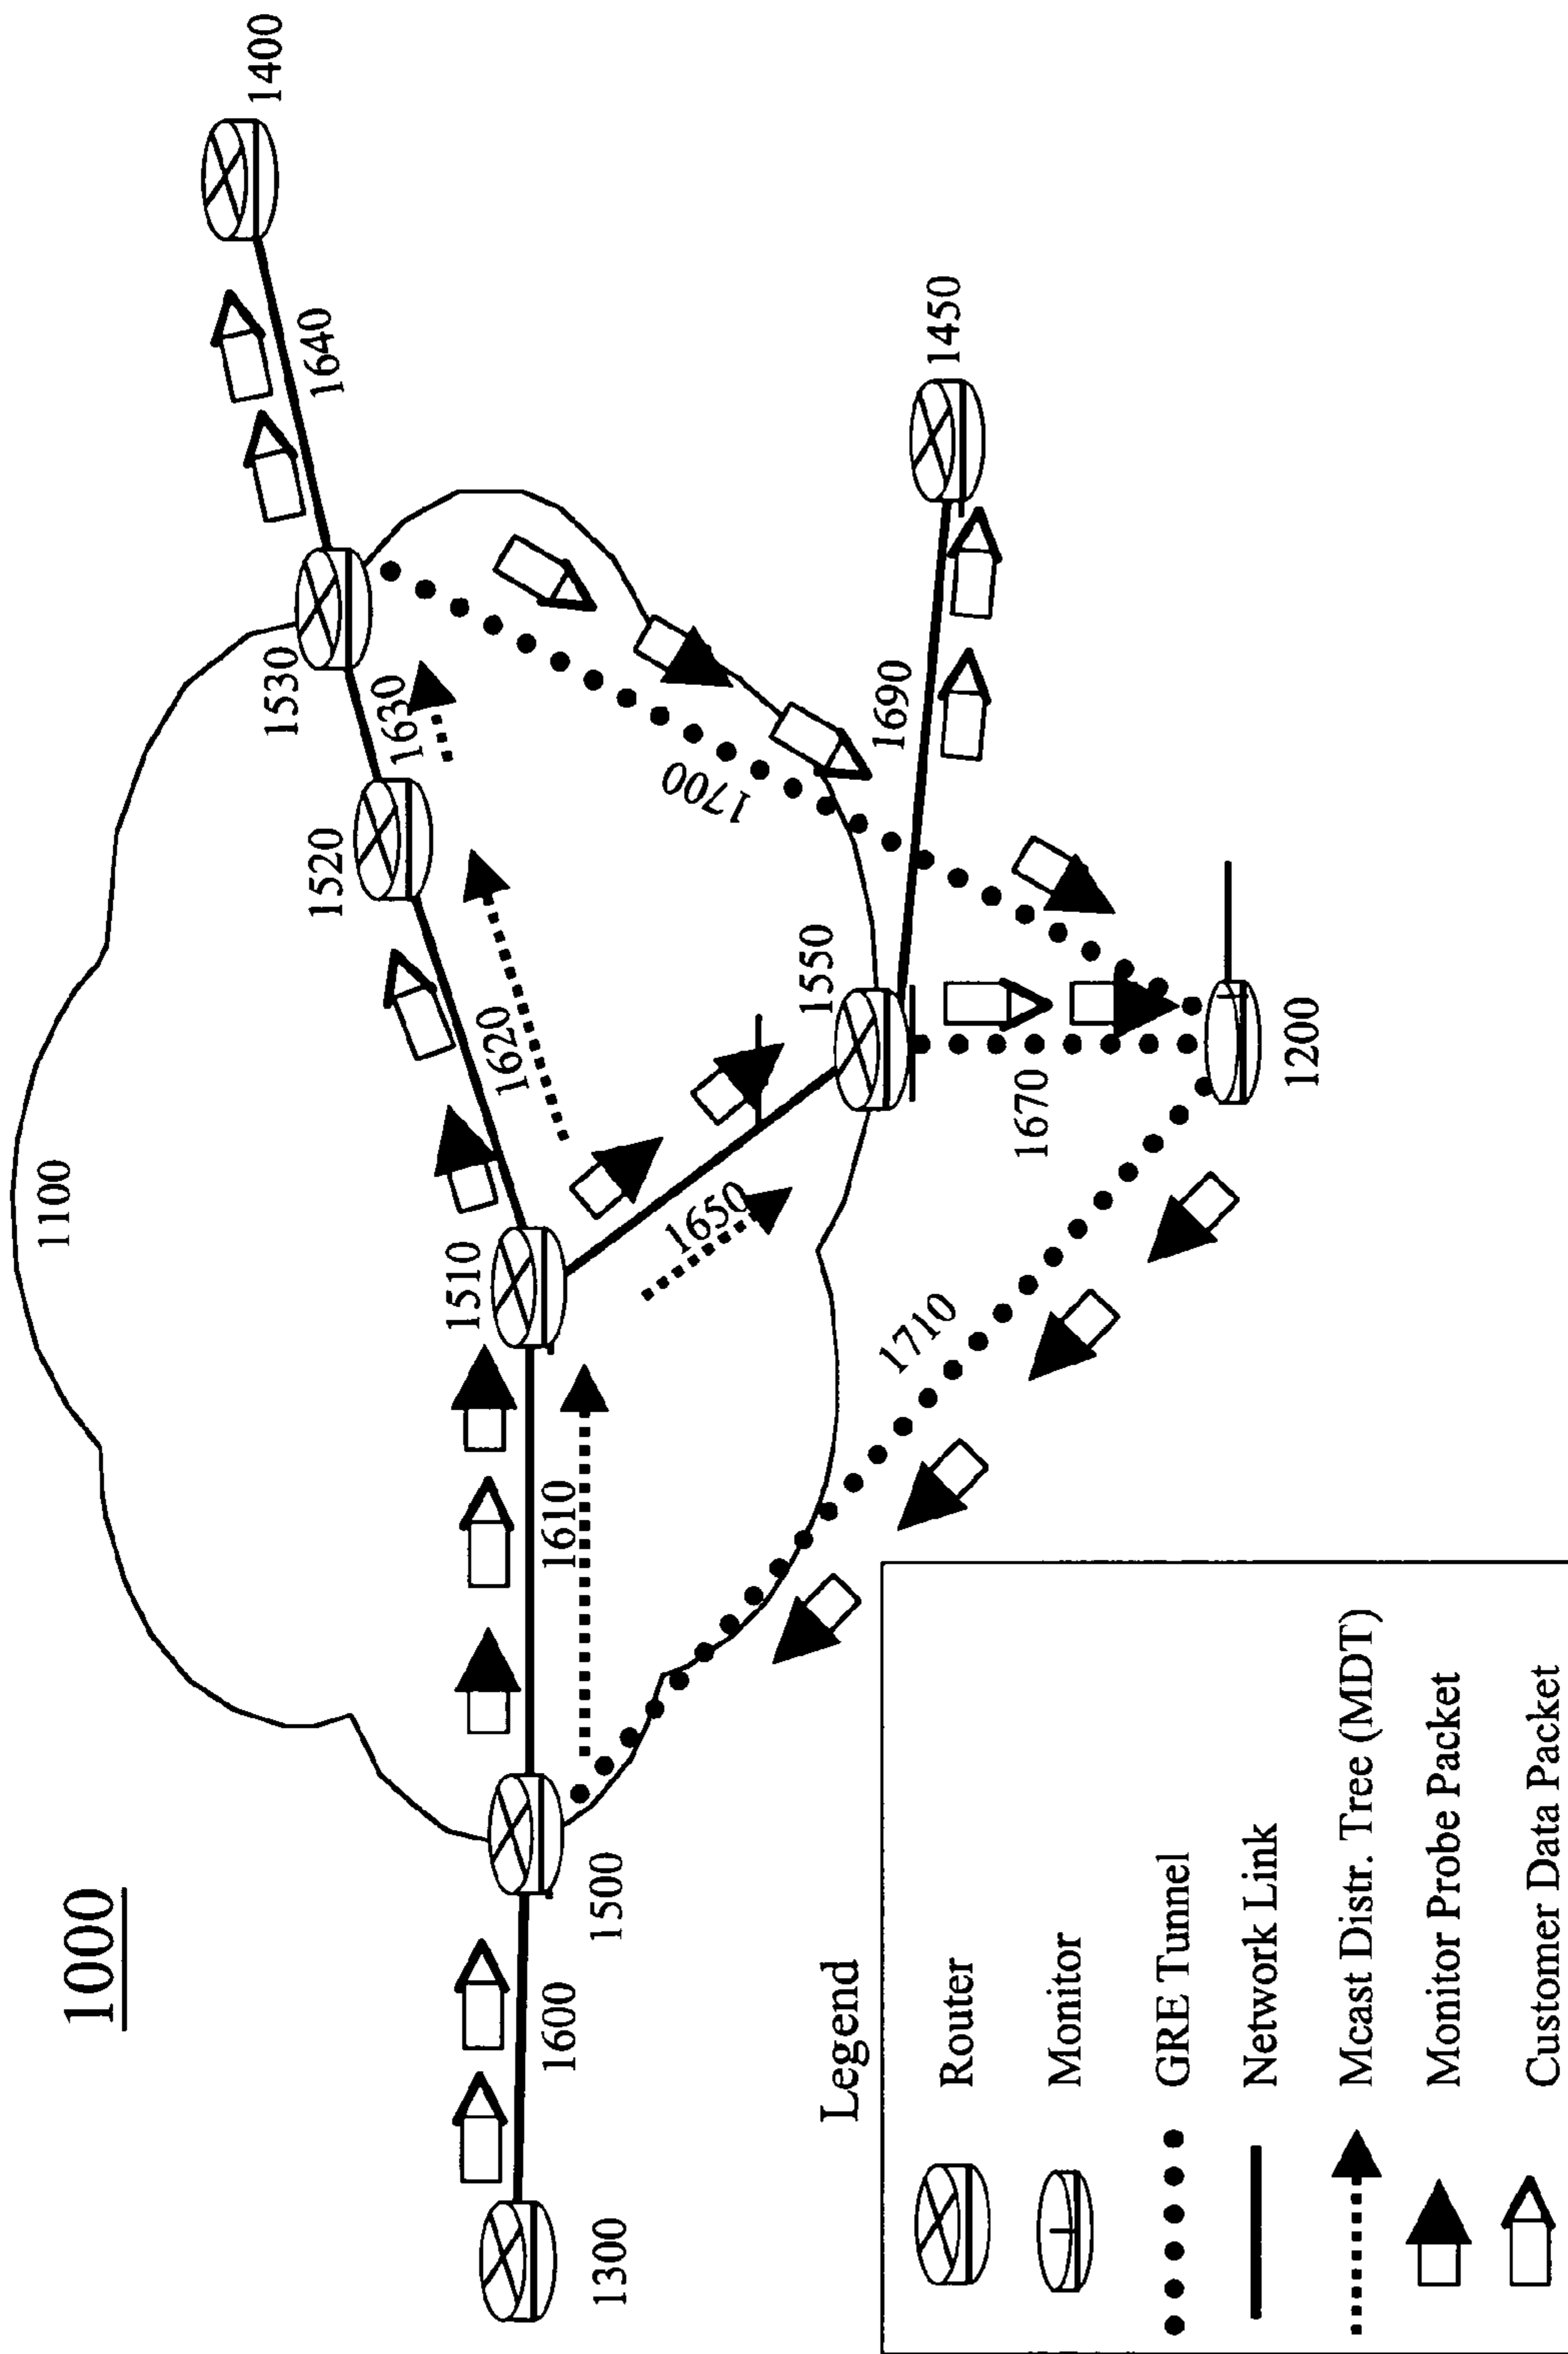 1000
1100
1300
1600
1500
1610
1510
1620
1520
1630
1530
1640
1400
1650
1550
1700
1690
1450
1710
1670
1200
Legend
Router
Monitor
GRE Tunnel
Network Link
Mcast Distr. Tree (MDT)
Monitor Probe Packet
Customer Data Packet